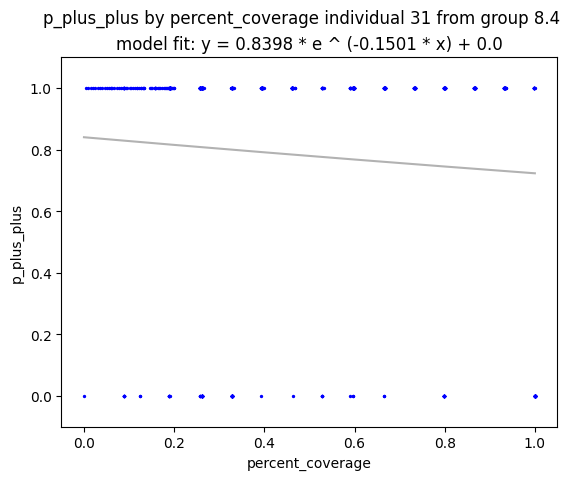 p_plus_plus by percent_coverage individual 31 from group 8.4
model fit: y = 0.8398 * e ^ (-0.1501 * x) + 0.0
1.0
0.8
0.6
0.4
0.2
0.0
p_plus_plus
0.0 0.2 0.4 0.6 0.8 1.0
percent_coverage